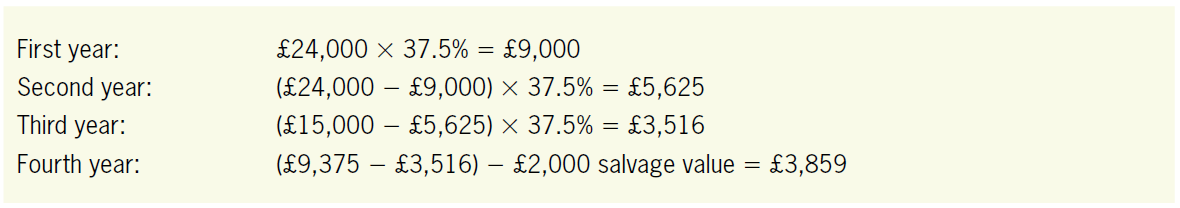 First year: £24,000 × 37.5% = £9,000
Second year: (£24,000 – £9,000) × 37.5% = £5,625
Third year: (£15,000 – £5,625) × 37.5% = £3,516
Fourth year: (£9,375 – £3,516) – £2,000 salvage value = £3,859